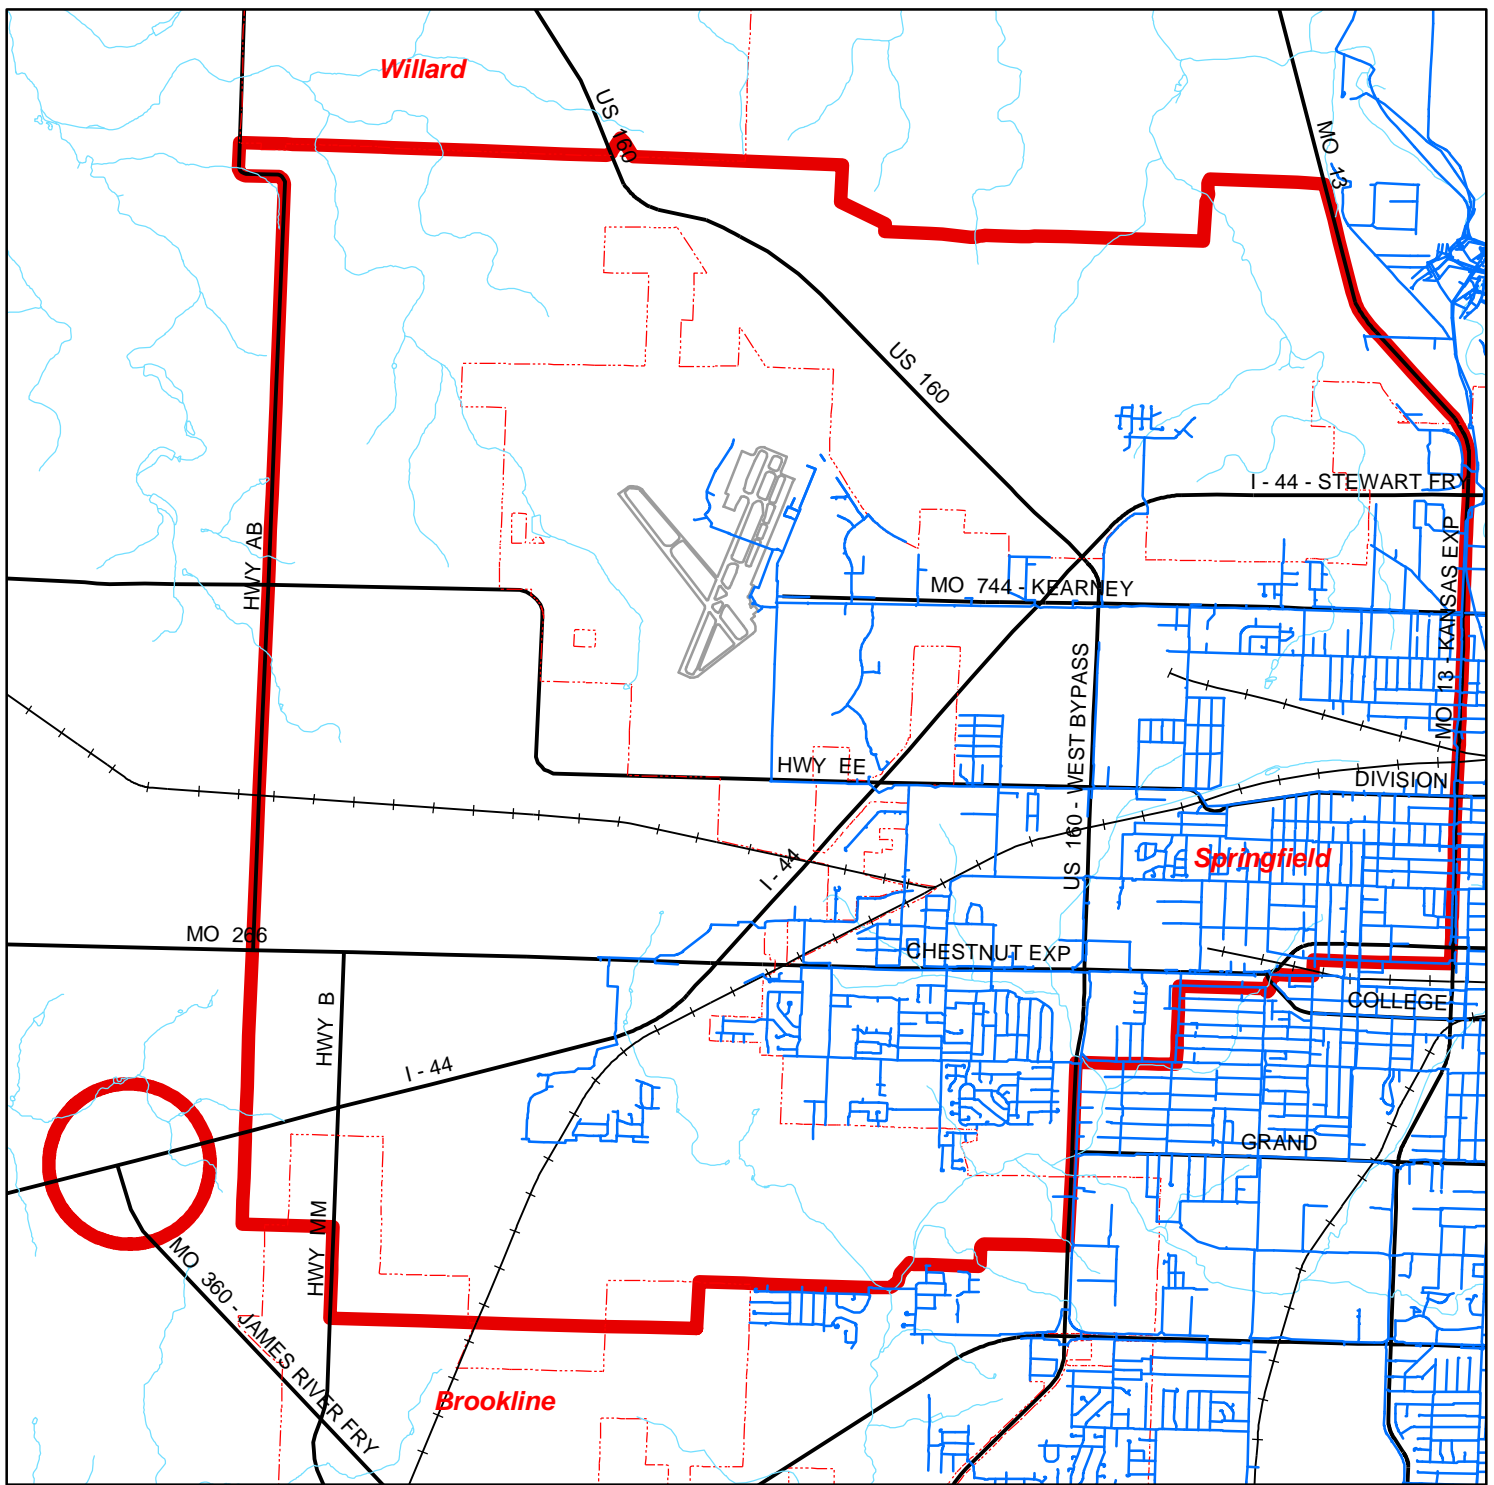 Willard
US 160
MO 13
US 160
I - 44 - STEWART FRY
HWY AB
MO 744 - KEARNEY
MO 13 - KANSAS EXP
US 160 - WEST BYPASS
HWY EE
DIVISION
Springfield
I - 44
MO 266
CHESTNUT EXP
HWY B
COLLEGE
I - 44
GRAND
HWY MM
MO 360 - JAMES RIVER FRY
Brookline